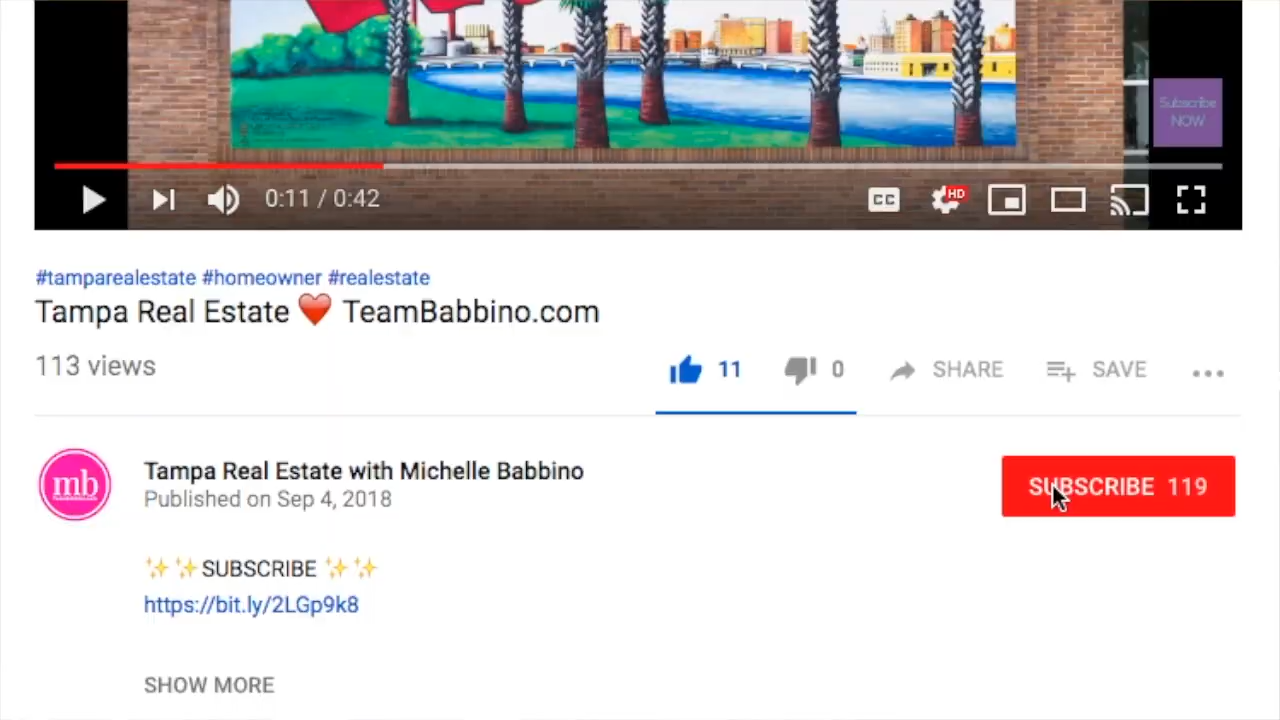 Subscribe
NOW
0:11 / 0:42
CC
HD
#tamparealestate #homeowner #realestate
Tampa Real Estate ❤️ TeamBabbino.com
113 views
11
0
SHARE
SAVE
mb
Tampa Real Estate with Michelle Babbino
Published on Sep 4, 2018
SUBSCRIBE 119
✨✨SUBSCRIBE ✨✨
https://bit.ly/2LGp9k8
SHOW MORE